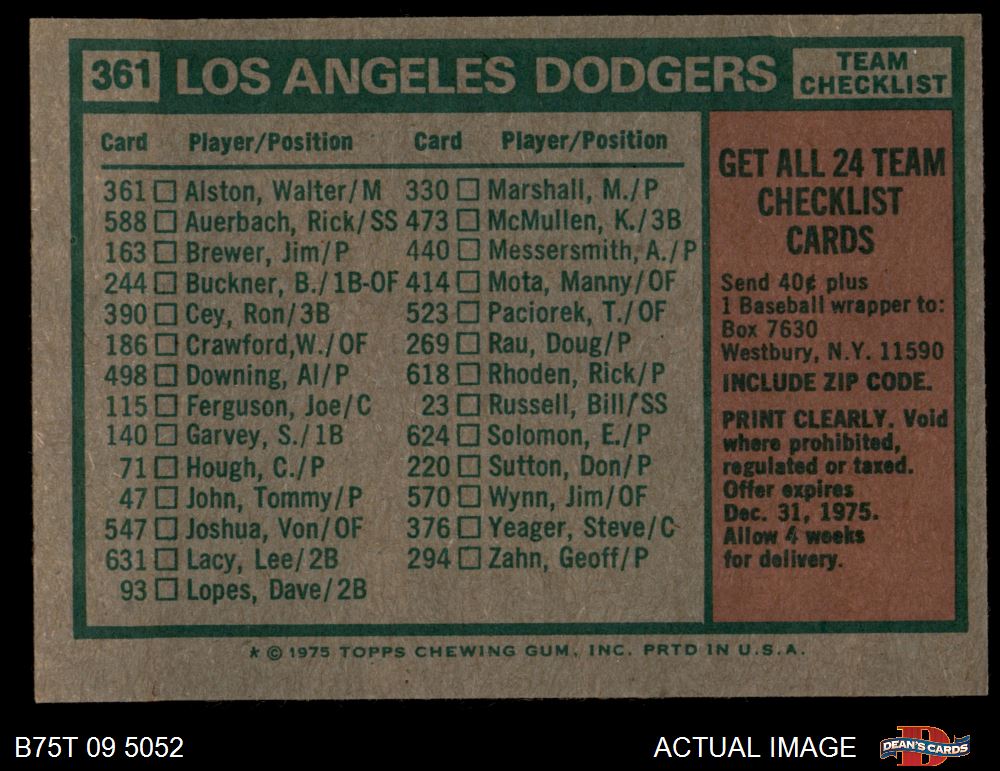 361 LOS ANGELES DODGERS TEAM CHECKLIST
Card Player/Position Card Player/Position
361 □ Alston, Walter/M 330 □ Marshall, M./P
588 □ Auerbach, Rick/SS 473 □ McMullen, K./3B
163 □ Brewer, Jim/P 440 □ Messersmith, A./P
244 □ Buckner, B./1B-OF 414 □ Mota, Manny/OF
390 □ Cey, Ron/3B 523 □ Paciorek, T./OF
186 □ Crawford,W./OF 269 □ Rau, Doug/P
498 □ Downing, Al/P 618 □ Rhoden, Rick/P
115 □ Ferguson, Joe/C 23 □ Russell, Bill/SS
140 □ Garvey, S./1B 624 □ Solomon, E./P
71 □ Hough, C./P 220 □ Sutton, Don/P
47 □ John, Tommy/P 570 □ Wynn, Jim/OF
547 □ Joshua, Von/OF 376 □ Yeager, Steve/C
631 □ Lacy, Lee/2B 294 □ Zahn, Geoff/P
93 □ Lopes, Dave/2B
GET ALL 24 TEAM
CHECKLIST
CARDS
Send 40¢ plus
1 Baseball wrapper to:
Box 7630
Westbury, N.Y. 11590
INCLUDE ZIP CODE.
PRINT CLEARLY. Void
where prohibited,
regulated or taxed.
Offer expires
Dec. 31, 1975.
Allow 4 weeks
for delivery.
* © 1975 TOPPS CHEWING GUM, INC. PRTD IN U.S.A.
B75T 09 5052 ACTUAL IMAGE DEAN'S CARDS